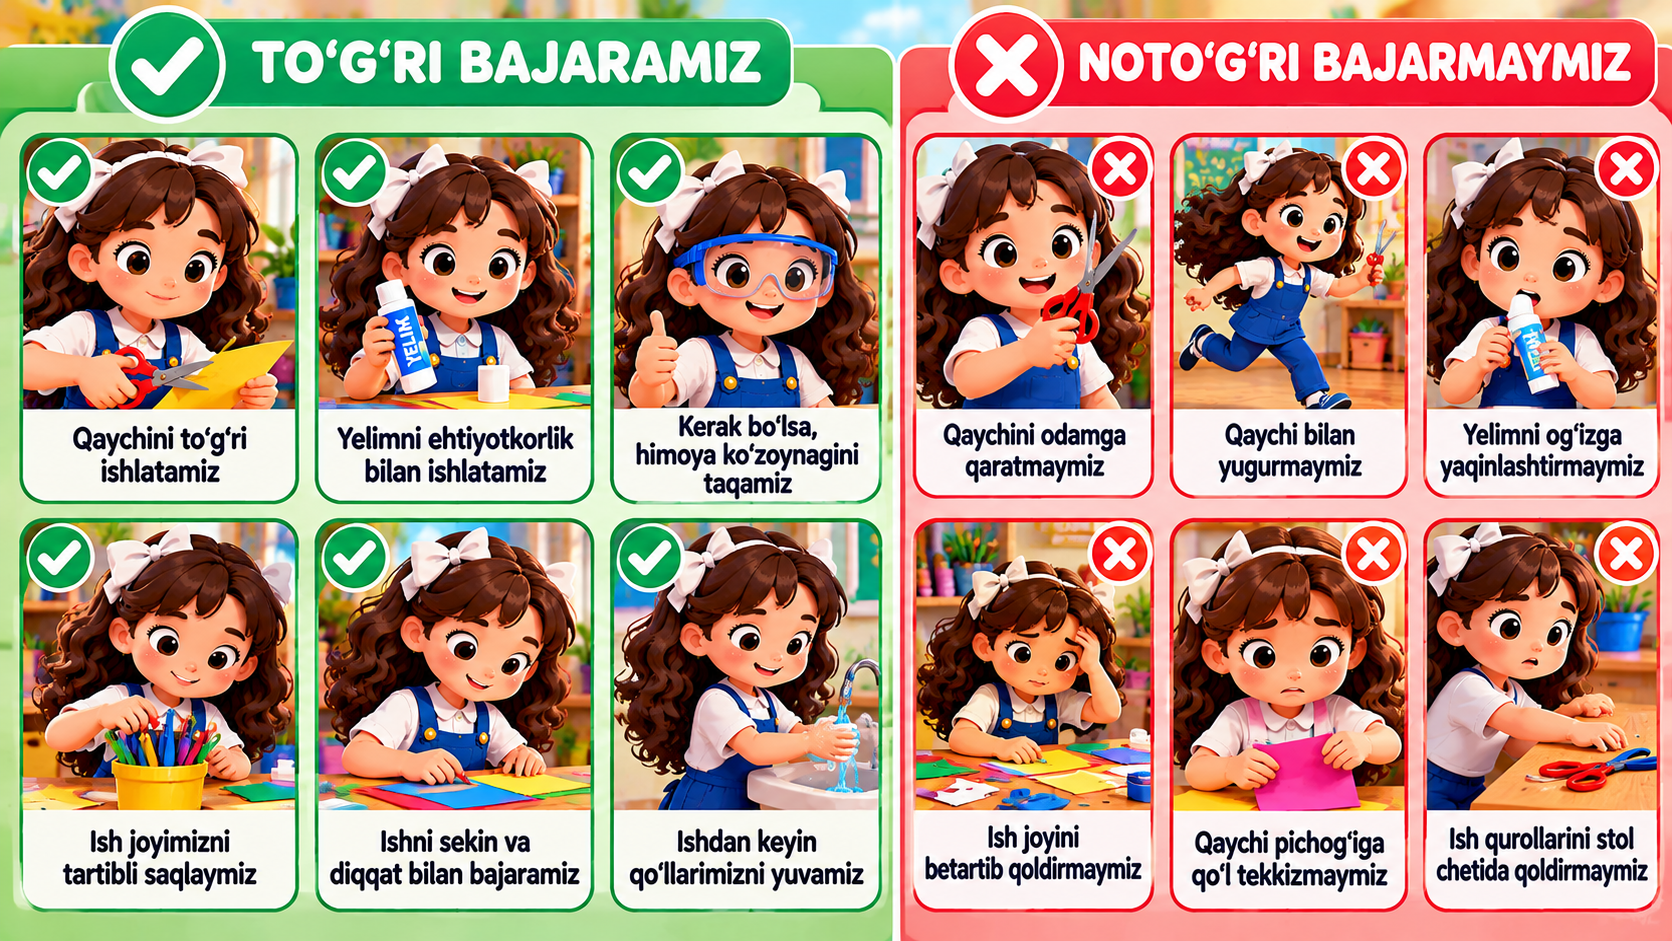 TO‘G‘RI BAJARAMIZ
YELIM
Qaychini to‘g‘ri
ishlatamiz
Yelimni ehtiyotkorlik
bilan ishlatamiz
Kerak bo‘lsa,
himoya ko‘zoynagini
taqamiz
Ish joyimizni
tartibli saqlaymiz
Ishni sekin va
diqqat bilan bajaramiz
Ishdan keyin
qo‘llarimizni yuvamiz
NOTO‘G‘RI BAJARMAYMIZ
Qaychini odamga
qaratmaymiz
Qaychi bilan
yugurmaymiz
Yelimni og‘izga
yaqinlashtirmaymiz
Ish joyini
betartib qoldirmaymiz
Qaychi pichog‘iga
qo‘l tekkizmaymiz
Ish qurollarini stol
chetida qoldirmaymiz